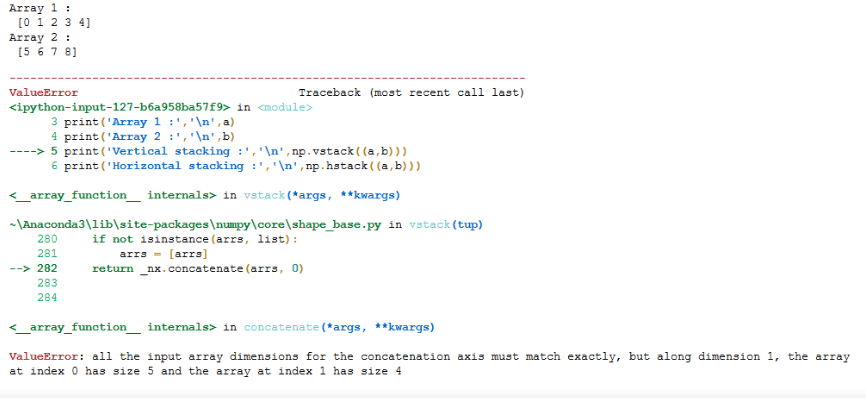 Array 1 :
 [0 1 2 3 4]
Array 2 :
 [5 6 7 8]
---------------------------------------------------------------------------
ValueError                                Traceback (most recent call last)
<ipython-input-127-b6a958ba57f9> in <module>
      3 print('Array 1 :','\n',a)
      4 print('Array 2 :','\n',b)
----> 5 print('Vertical stacking :','\n',np.vstack((a,b)))
      6 print('Horizontal stacking :','\n',np.hstack((a,b)))
<__array_function__ internals> in vstack(*args, **kwargs)
~\Anaconda3\lib\site-packages\numpy\core\shape_base.py in vstack(tup)
    280     if not isinstance(arrs, list):
    281         arrs = [arrs]
--> 282     return _nx.concatenate(arrs, 0)
    283
    284
<__array_function__ internals> in concatenate(*args, **kwargs)
ValueError: all the input array dimensions for the concatenation axis must match exactly, but along dimension 1, the array
at index 0 has size 5 and the array at index 1 has size 4